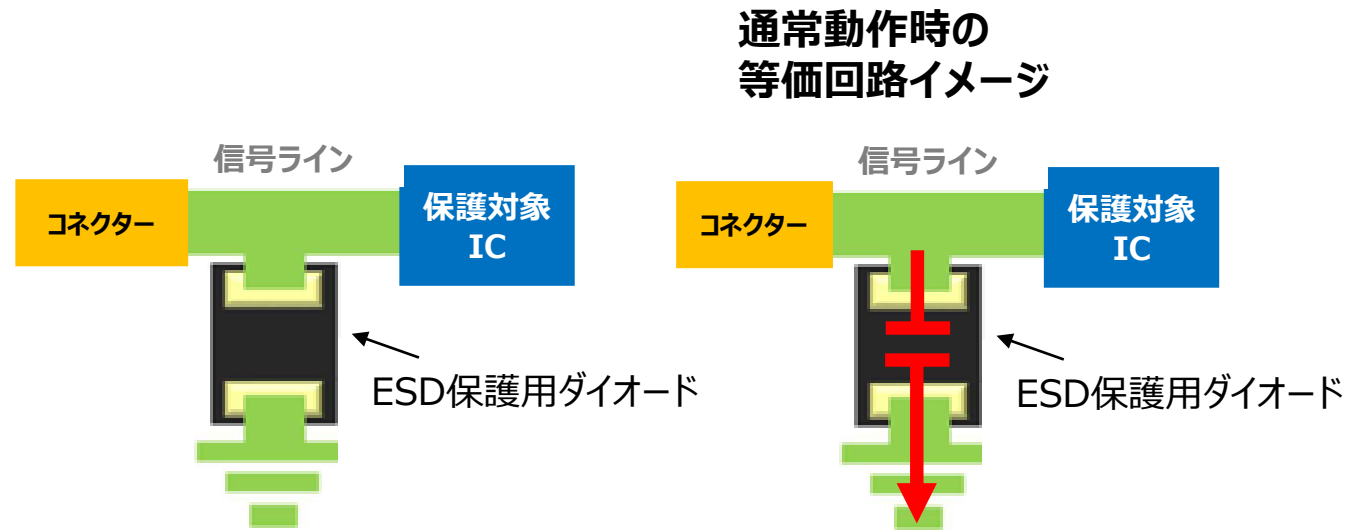 通常動作時の
等価回路イメージ
信号ライン
コネクター
保護対象
IC
ESD保護用ダイオード
信号ライン
コネクター
保護対象
IC
ESD保護用ダイオード